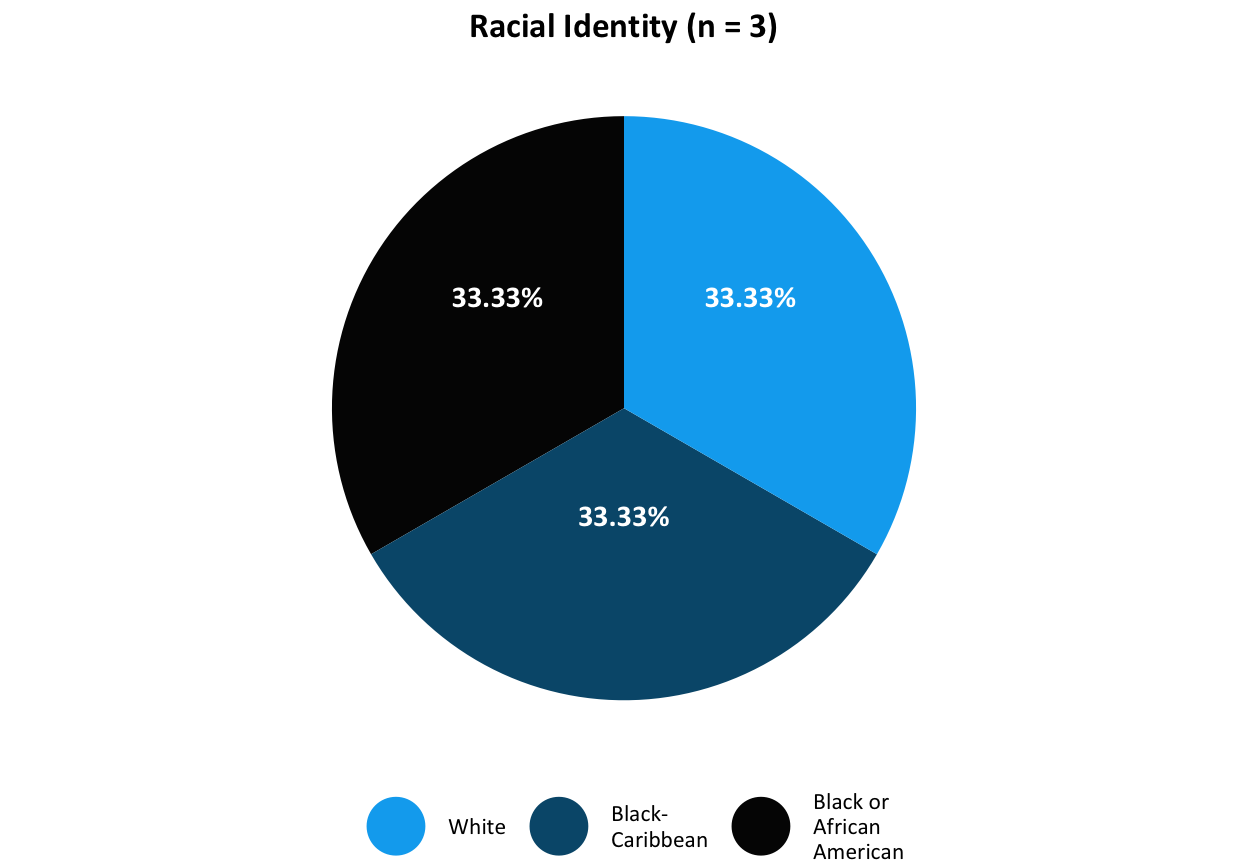 Racial Identity (n = 3)
33.33%
33.33%
33.33%
White
Black-
Caribbean
Black or
African
American